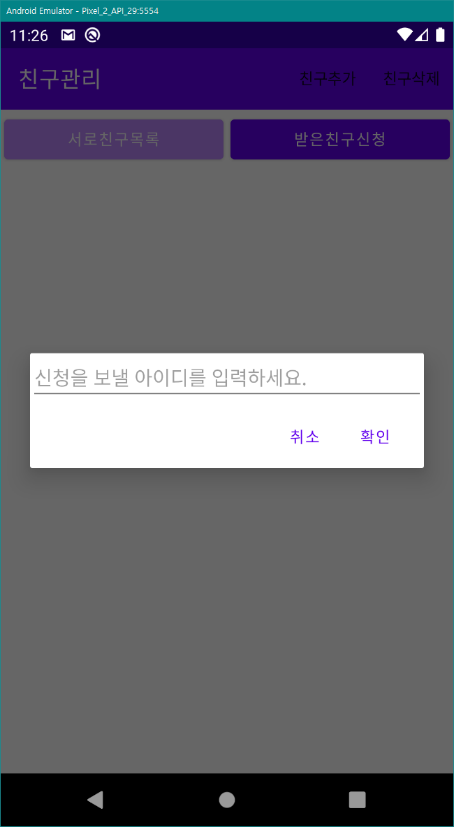 Android Emulator - Pixel_2_API_29:5554
11:26
친구관리 친구추가 친구삭제
서로친구목록 받은친구신청
신청을 보낼 아이디를 입력하세요.
취소 확인